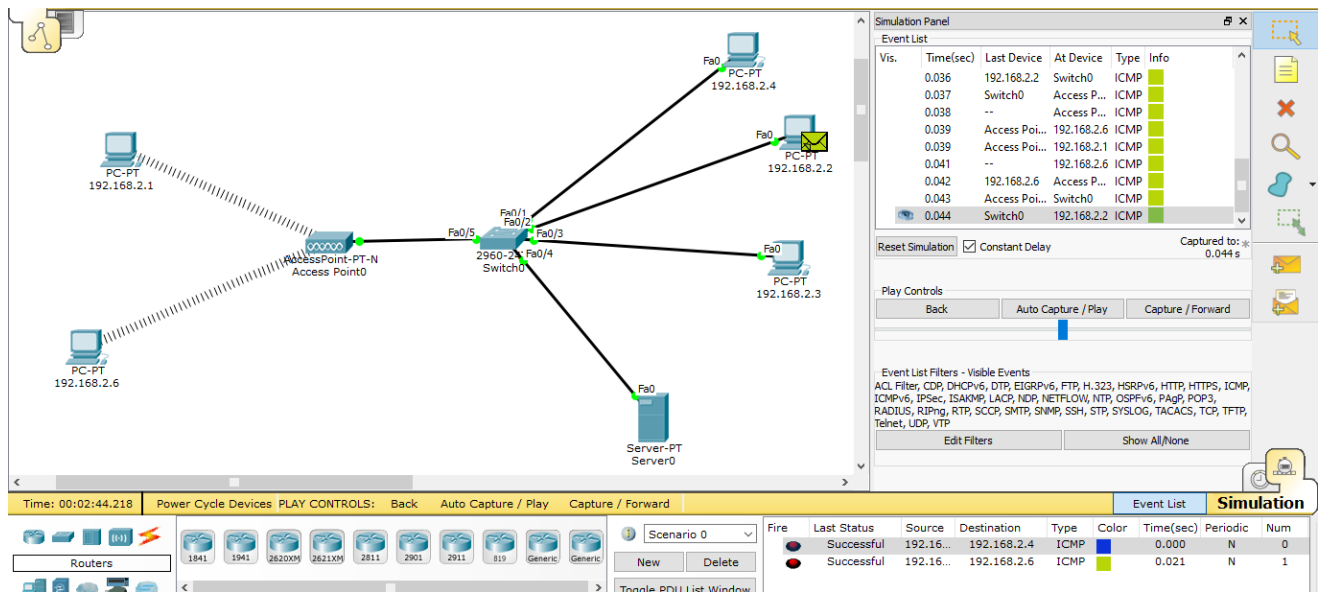 Simulation Panel
Event List
Vis. Time(sec) Last Device At Device Type Info
0.036 192.168.2.2 Switch0 ICMP
0.037 Switch0 Access P... ICMP
0.038 -- Access P... ICMP
0.039 Access Poi... 192.168.2.6 ICMP
0.039 Access Poi... 192.168.2.1 ICMP
0.041 -- 192.168.2.6 ICMP
0.042 192.168.2.6 Access P... ICMP
0.043 Access Poi... Switch0 ICMP
0.044 Switch0 192.168.2.2 ICMP
Reset Simulation Constant Delay Captured to: *
0.044 s
Play Controls
Back Auto Capture / Play Capture / Forward
Event List Filters - Visible Events
ACL Filter, CDP, DHCPv6, DTP, EIGRPv6, FTP, H.323, HSRPv6, HTTP, HTTPS, ICMP,
ICMPv6, IPSec, ISAKMP, LACP, NDP, NETFLOW, NTP, OSPFv6, PAgP, POP3,
RADIUS, RIPng, RTP, SCCP, SMTP, SNMP, SSH, STP, SYSLOG, TACACS, TCP, TFTP,
Telnet, UDP, VTP
Edit Filters Show All/None
Fa0
PC-PT
192.168.2.4
Fa0
PC-PT
192.168.2.2
PC-PT
192.168.2.1
Fa0/1
Fa0/2
Fa0/5
Fa0/3
Fa0/4
2960-24
Switch0
AccessPoint-PT-N
Access Point0
Fa0
PC-PT
192.168.2.3
PC-PT
192.168.2.6
Fa0
Server-PT
Server0
Time: 00:02:44.218 Power Cycle Devices PLAY CONTROLS: Back Auto Capture / Play Capture / Forward Event List Simulation
Routers
1841 1941 2620XM 2621XM 2811 2901 2911 819 Generic Generic
Scenario 0
New Delete
Toggle PDU List Window
Fire Last Status Source Destination Type Color Time(sec) Periodic Num
Successful 192.16... 192.168.2.4 ICMP 0.000 N 0
Successful 192.16... 192.168.2.6 ICMP 0.021 N 1